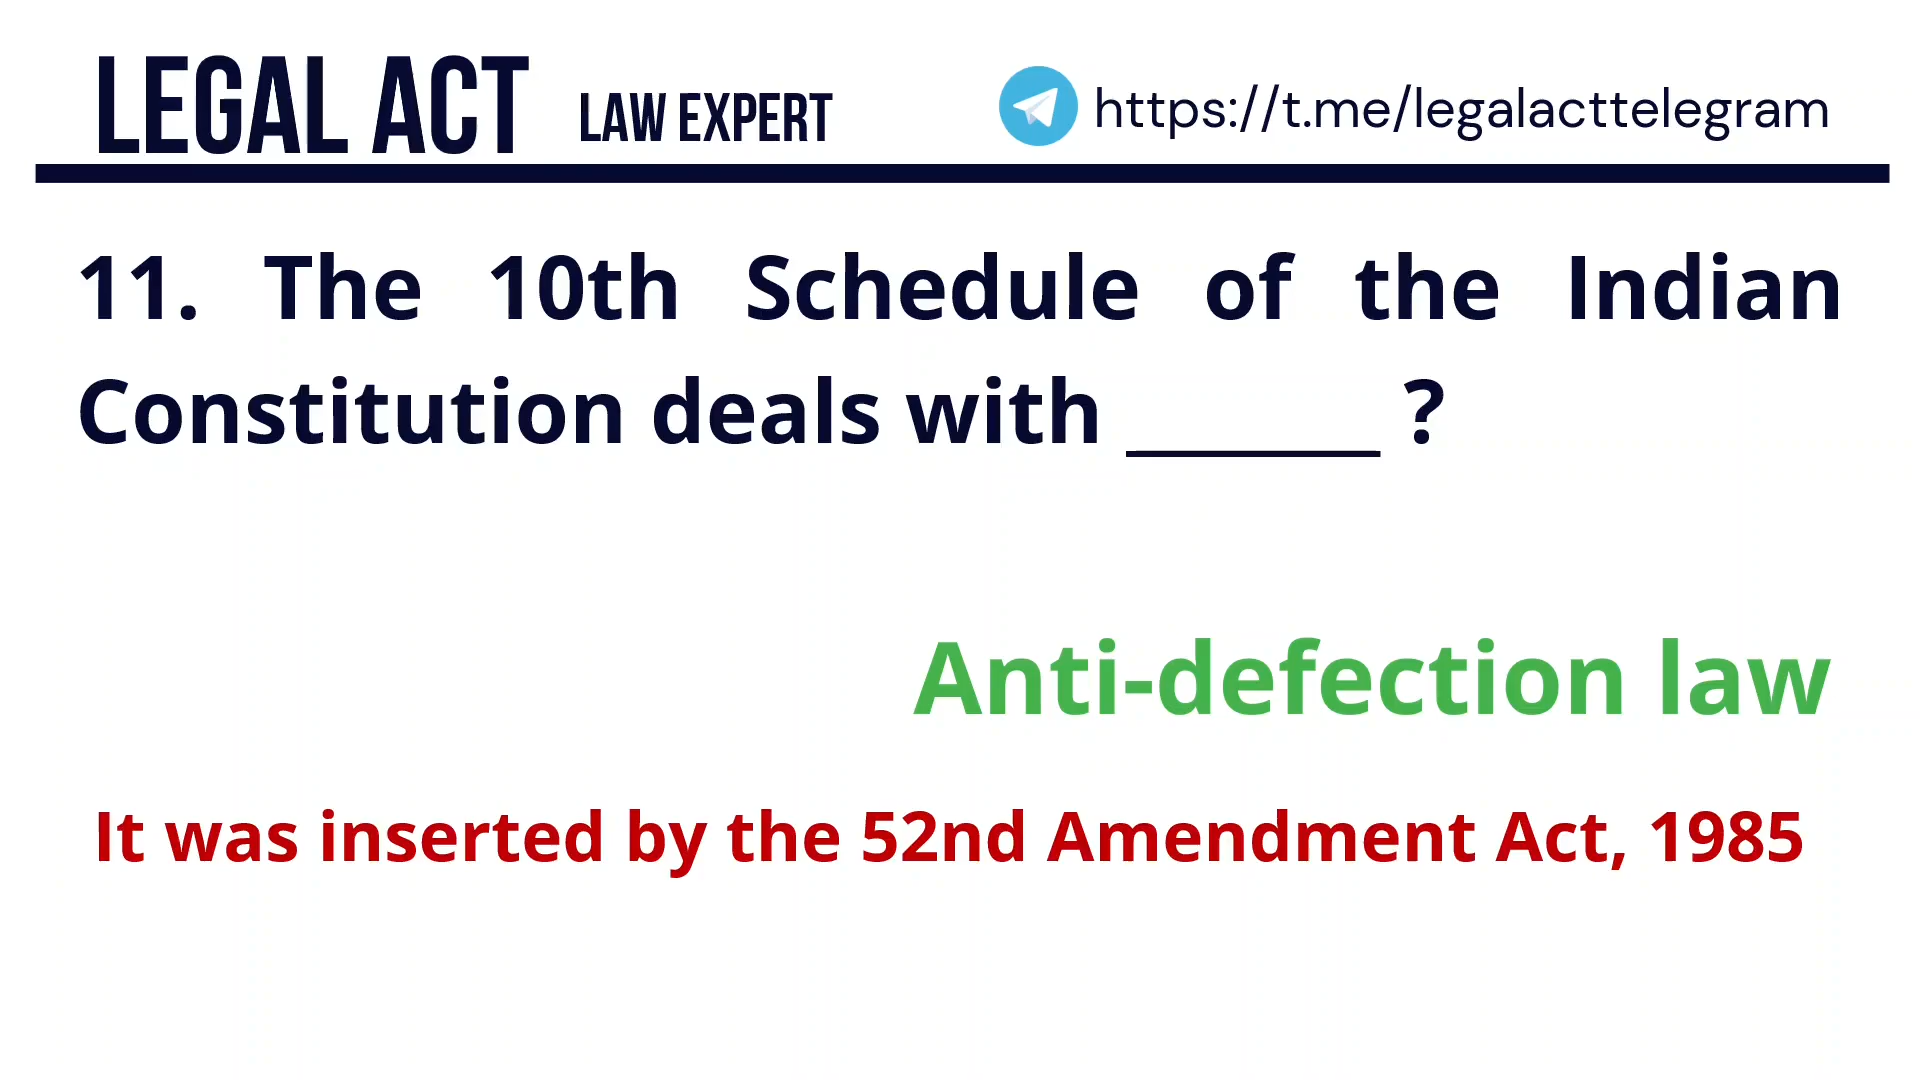 LEGAL ACT LAW EXPERT https://t.me/legalacttelegram
11. The 10th Schedule of the Indian
Constitution deals with _______ ?
Anti-defection law
It was inserted by the 52nd Amendment Act, 1985